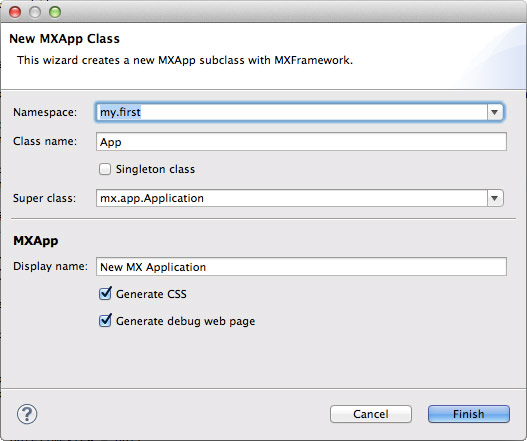 New MXApp Class
This wizard creates a new MXApp subclass with MXFramework.
Namespace: my.first
Class name: App
Singleton class
Super class: mx.app.Application
MXApp
Display name: New MX Application
Generate CSS
Generate debug web page
? Cancel Finish